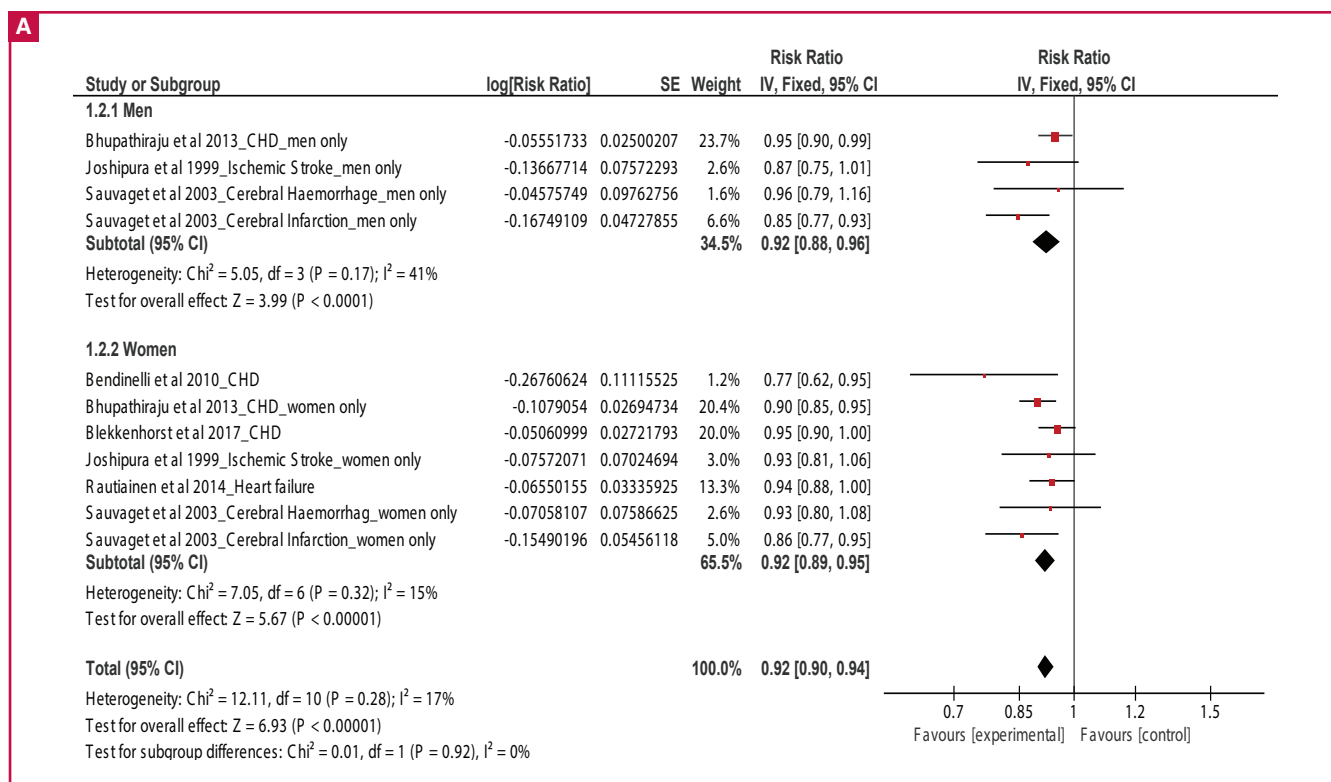 A
Risk Ratio Risk Ratio
Study or Subgroup log[Risk Ratio] SE Weight IV, Fixed, 95% CI IV, Fixed, 95% CI
1.2.1 Men
Bhupathiraju et al 2013_CHD_men only -0.05551733 0.02500207 23.7% 0.95 [0.90, 0.99]
Joshipura et al 1999_Ischemic Stroke_men only -0.13667714 0.07572293 2.6% 0.87 [0.75, 1.01]
Sauvaget et al 2003_Cerebral Haemorrhage_men only -0.04575749 0.09762756 1.6% 0.96 [0.79, 1.16]
Sauvaget et al 2003_Cerebral Infarction_men only -0.16749109 0.04727855 6.6% 0.85 [0.77, 0.93]
Subtotal (95% CI) 34.5% 0.92 [0.88, 0.96]
Heterogeneity: Chi² = 5.05, df = 3 (P = 0.17); I² = 41%
Test for overall effect: Z = 3.99 (P < 0.0001)
1.2.2 Women
Bendinelli et al 2010_CHD -0.26760624 0.11115525 1.2% 0.77 [0.62, 0.95]
Bhupathiraju et al 2013_CHD_women only -0.1079054 0.02694734 20.4% 0.90 [0.85, 0.95]
Blekkenhorst et al 2017_CHD -0.05060999 0.02721793 20.0% 0.95 [0.90, 1.00]
Joshipura et al 1999_Ischemic Stroke_women only -0.07572071 0.07024694 3.0% 0.93 [0.81, 1.06]
Rautiainen et al 2014_Heart failure -0.06550155 0.03335925 13.3% 0.94 [0.88, 1.00]
Sauvaget et al 2003_Cerebral Haemorrhag_women only -0.07058107 0.07586625 2.6% 0.93 [0.80, 1.08]
Sauvaget et al 2003_Cerebral Infarction_women only -0.15490196 0.05456118 5.0% 0.86 [0.77, 0.95]
Subtotal (95% CI) 65.5% 0.92 [0.89, 0.95]
Heterogeneity: Chi² = 7.05, df = 6 (P = 0.32); I² = 15%
Test for overall effect: Z = 5.67 (P < 0.00001)
Total (95% CI) 100.0% 0.92 [0.90, 0.94]
Heterogeneity: Chi² = 12.11, df = 10 (P = 0.28); I² = 17%
Test for overall effect: Z = 6.93 (P < 0.00001)
Test for subgroup differences: Chi² = 0.01, df = 1 (P = 0.92), I² = 0%
0.7 0.85 1 1.2 1.5
Favours [experimental] Favours [control]